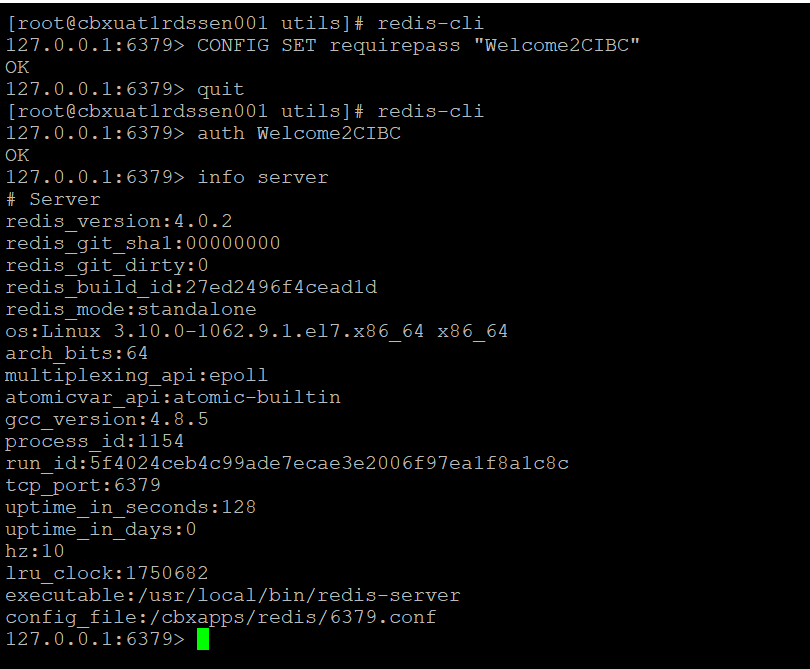 [root@cbxuat1rdssen001 utils]# redis-cli
127.0.0.1:6379> CONFIG SET requirepass "Welcome2CIBC"
OK
127.0.0.1:6379> quit
[root@cbxuat1rdssen001 utils]# redis-cli
127.0.0.1:6379> auth Welcome2CIBC
OK
127.0.0.1:6379> info server
# Server
redis_version:4.0.2
redis_git_sha1:00000000
redis_git_dirty:0
redis_build_id:27ed2496f4cead1d
redis_mode:standalone
os:Linux 3.10.0-1062.9.1.el7.x86_64 x86_64
arch_bits:64
multiplexing_api:epoll
atomicvar_api:atomic-builtin
gcc_version:4.8.5
process_id:1154
run_id:5f4024ceb4c99ade7ecae3e2006f97ea1f8a1c8c
tcp_port:6379
uptime_in_seconds:128
uptime_in_days:0
hz:10
lru_clock:1750682
executable:/usr/local/bin/redis-server
config_file:/cbxapps/redis/6379.conf
127.0.0.1:6379>